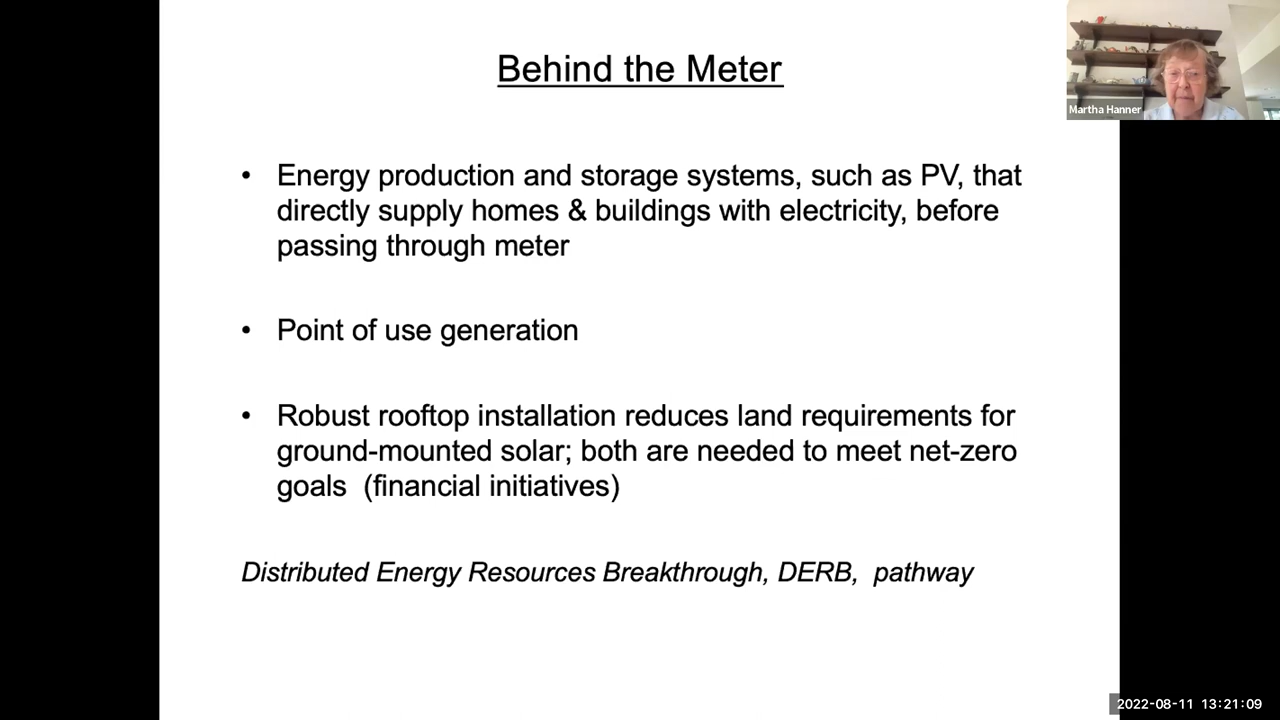 Behind the Meter
Martha Hanner
• Energy production and storage systems, such as PV, that
directly supply homes & buildings with electricity, before
passing through meter
• Point of use generation
• Robust rooftop installation reduces land requirements for
ground-mounted solar; both are needed to meet net-zero
goals  (financial initiatives)
Distributed Energy Resources Breakthrough, DERB,  pathway
2022-08-11 13:21:09